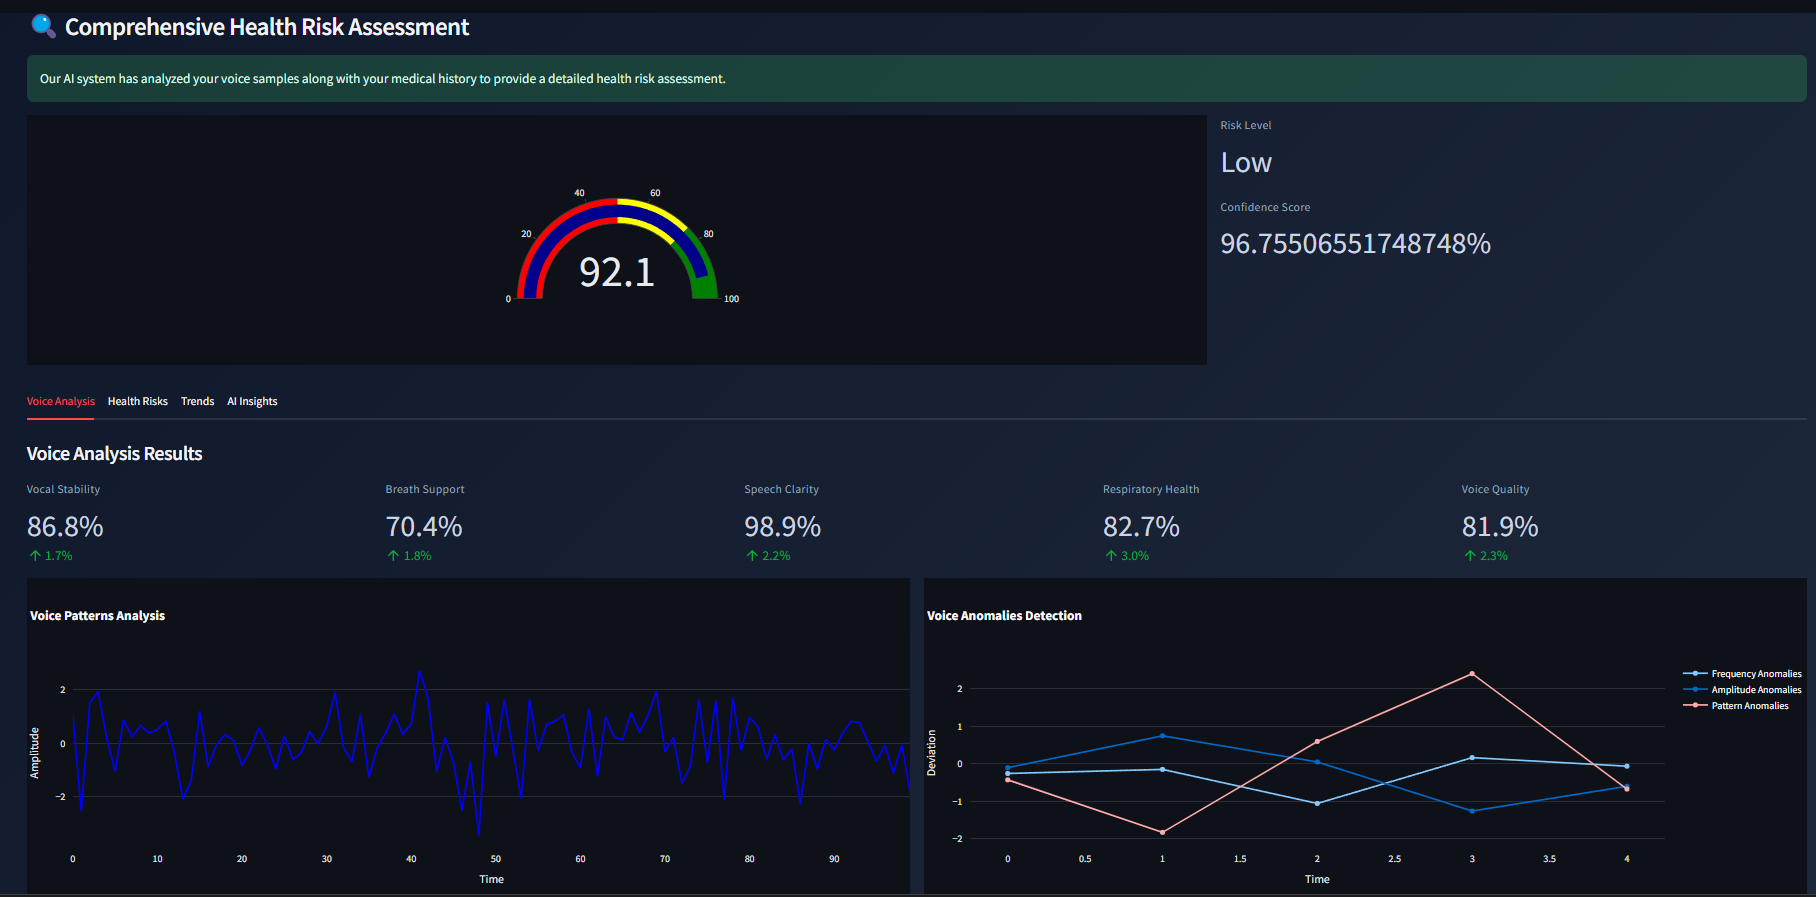 Comprehensive Health Risk Assessment
Our AI system has analyzed your voice samples along with your medical history to provide a detailed health risk assessment.
0
20
40
60
80
100
92.1
Risk Level
Low
Confidence Score
96.75506551748748%
Voice Analysis Health Risks Trends AI Insights
Voice Analysis Results
Vocal Stability
86.8%
↑ 1.7%
Breath Support
70.4%
↑ 1.8%
Speech Clarity
98.9%
↑ 2.2%
Respiratory Health
82.7%
↑ 3.0%
Voice Quality
81.9%
↑ 2.3%
Voice Patterns Analysis
Amplitude
2
0
−2
0 10 20 30 40 50 60 70 80 90
Time
Voice Anomalies Detection
Deviation
2
1
0
−1
−2
0 0.5 1 1.5 2 2.5 3 3.5 4
Time
Frequency Anomalies
Amplitude Anomalies
Pattern Anomalies